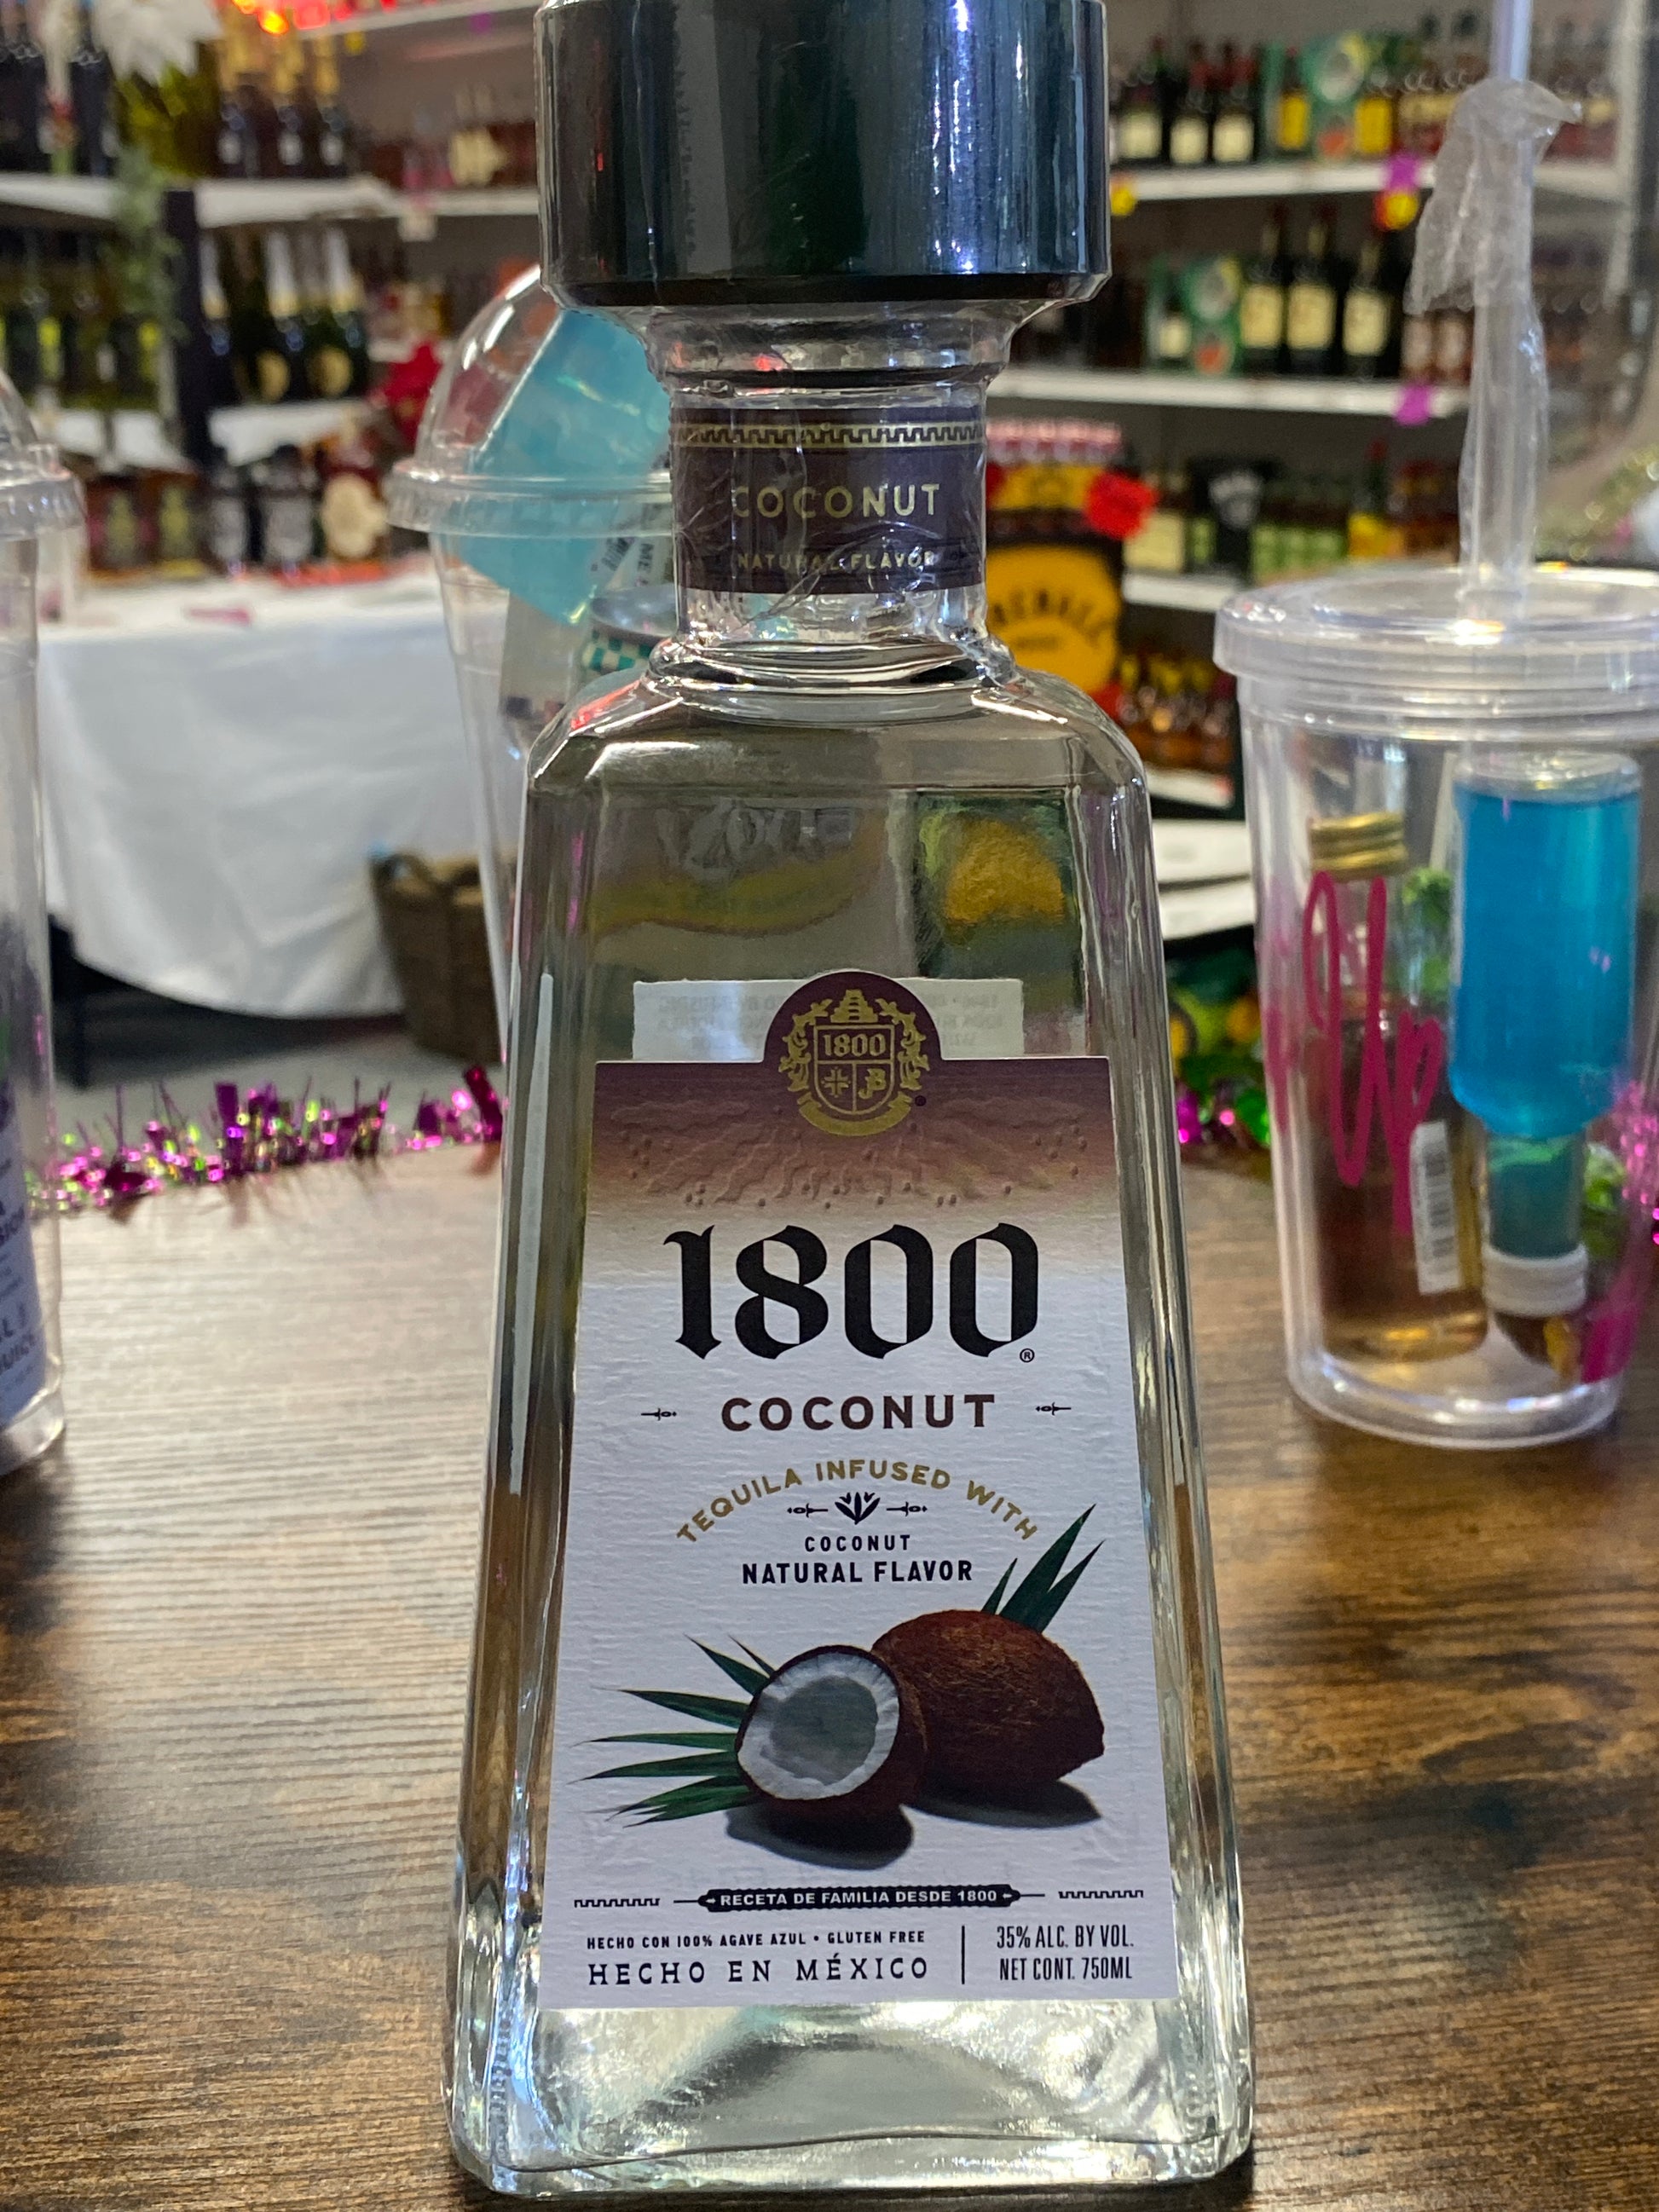 COCONUT
NATURAL FLAVOR
1800
1800®
COCONUT
TEQUILA INFUSED WITH
COCONUT
NATURAL FLAVOR
RECETA DE FAMILIA DESDE 1800
HECHO CON 100% AGAVE AZUL • GLUTEN FREE
HECHO EN MÉXICO
35% ALC. BY VOL.
NET CONT. 750ML
Up